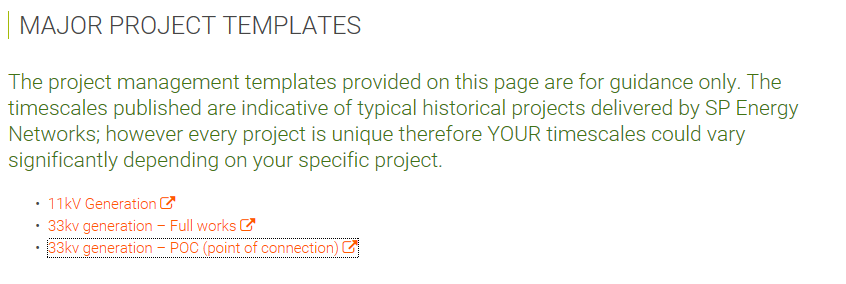 MAJOR PROJECT TEMPLATES
The project management templates provided on this page are for guidance only. The
timescales published are indicative of typical historical projects delivered by SP Energy
Networks; however every project is unique therefore YOUR timescales could vary
significantly depending on your specific project.
• 11kV Generation
• 33kv generation – Full works
• 33kv generation – POC (point of connection)